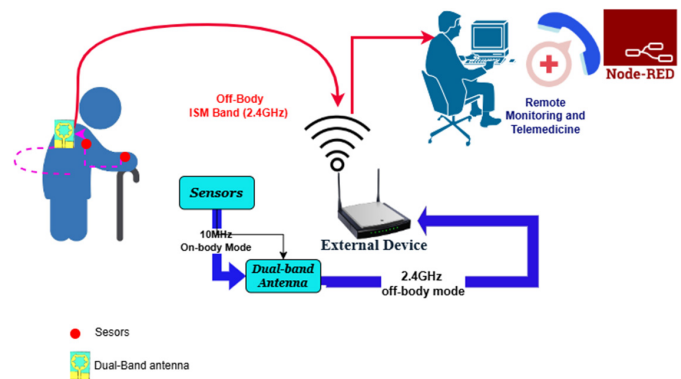 Off-Body
ISM Band (2.4GHz)
Node-RED
Remote
Monitoring and
Telemedicine
Sensors
10MHz
On-body Mode
External Device
Dual-band
Antenna
2.4GHz
off-body mode
Sesors
Dual-Band antenna